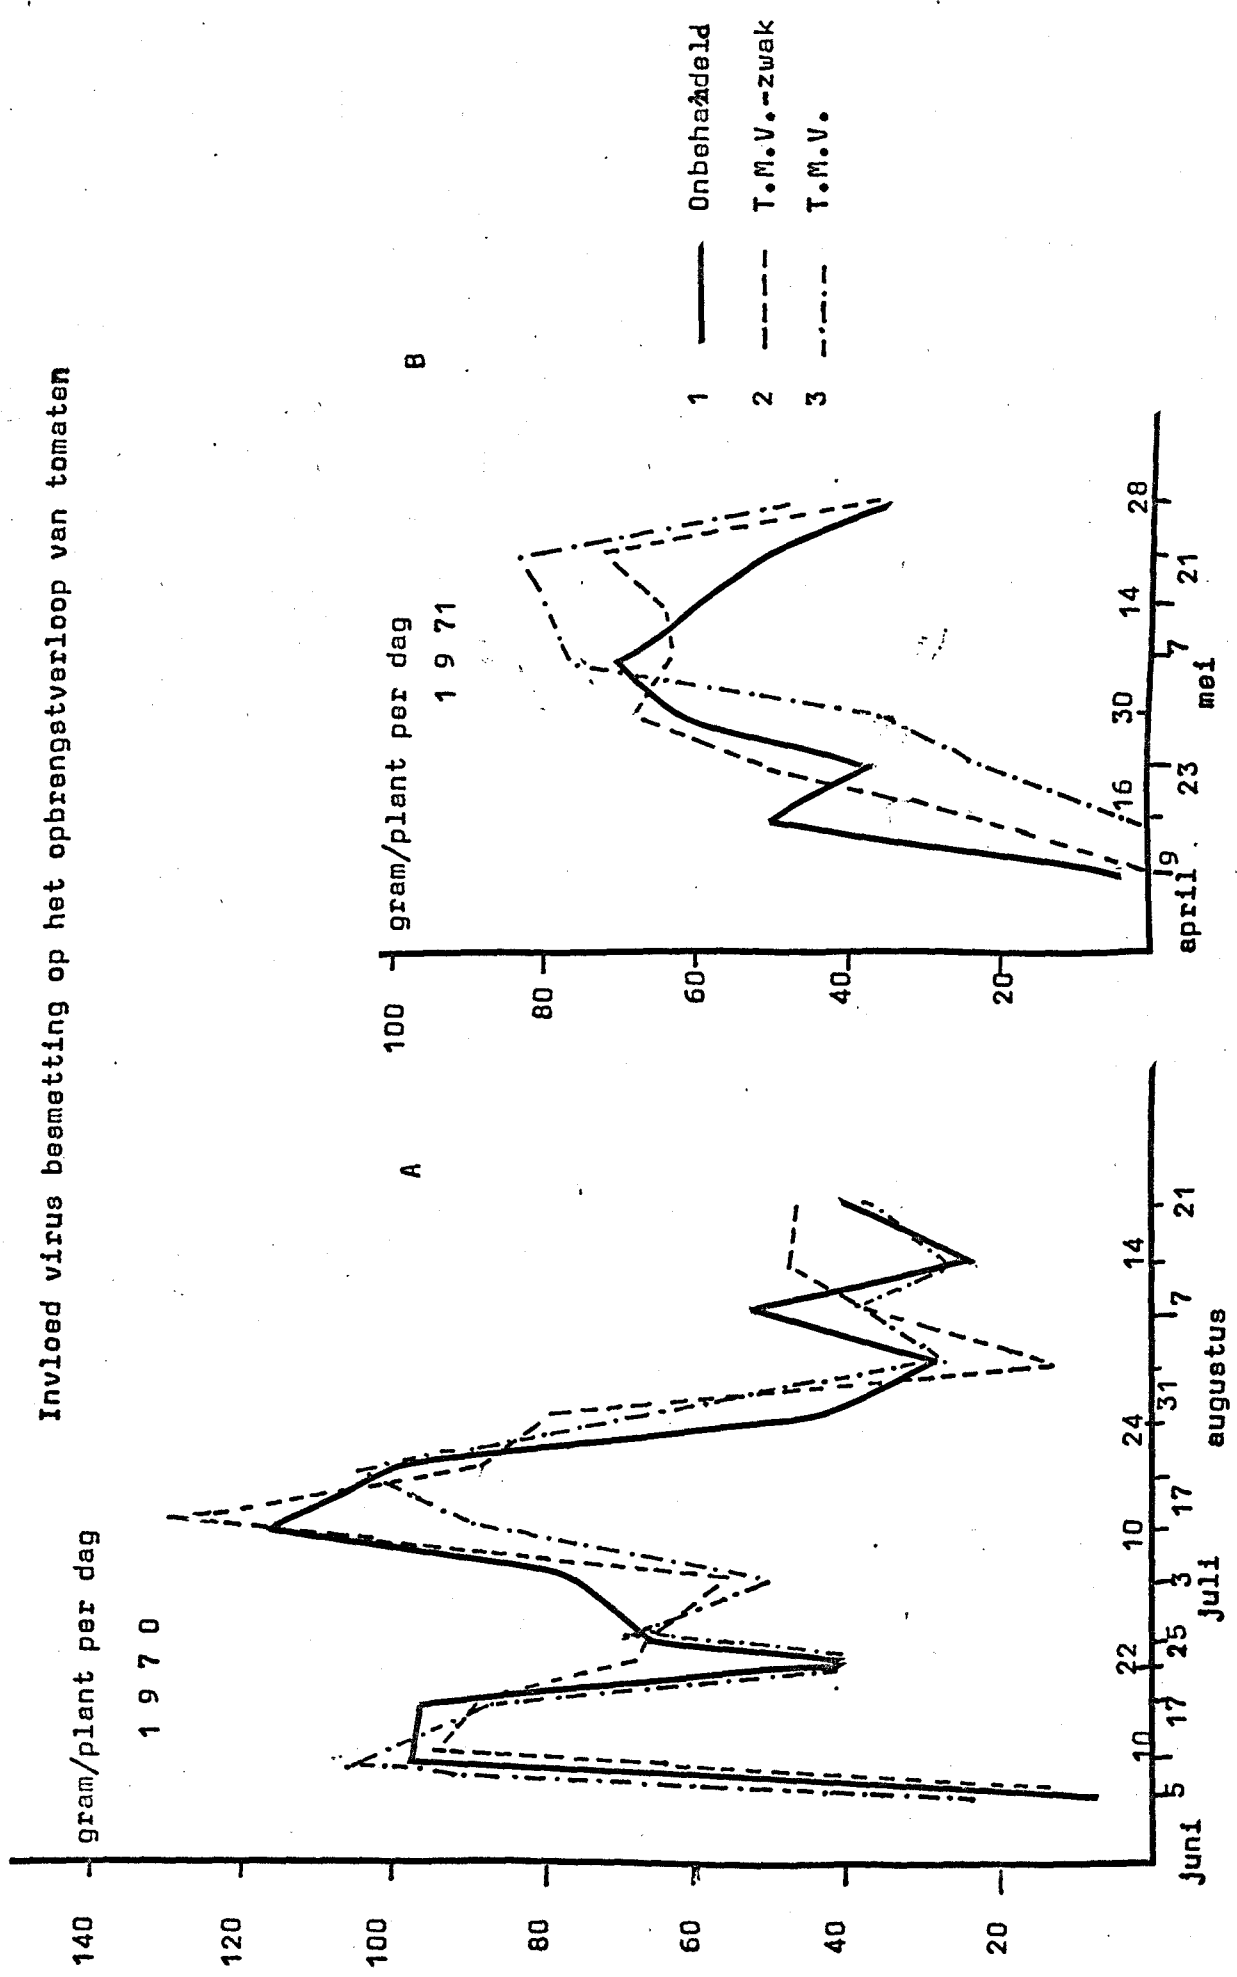 Invloed virus besmetting op het opbrengstverloop van tomaten
gram/plant per dag
1 9 7 0
A
140
120
100
80
60
40
20
5 10 17 22 25 3 10 17 24 31 7 14 21
juni juli augustus
gram/plant per dag
1 9 71
B
100
80
60
40
20
9 16 23 30 7 14 21 28
april mei
1 Onbehandeld
2 T.M.V.-zwak
3 T.M.V.